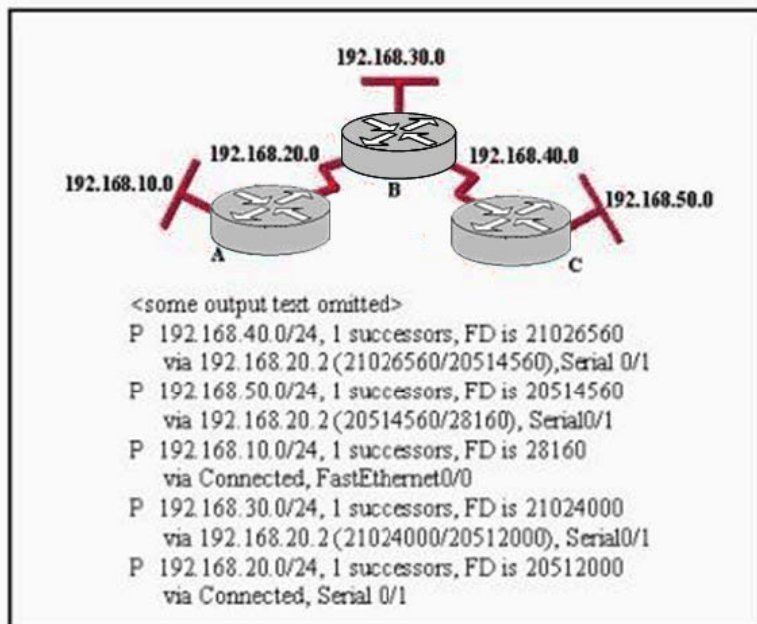 192.168.30.0
192.168.20.0
192.168.40.0
192.168.10.0
B
192.168.50.0
A
C
<some output text omitted>
P 192.168.40.0/24, 1 successors, FD is 21026560
via 192.168.20.2 (21026560/20514560),Serial 0/1
P 192.168.50.0/24, 1 successors, FD is 20514560
via 192.168.20.2 (20514560/28160), Serial0/1
P 192.168.10.0/24, 1 successors, FD is 28160
via Connected, FastEthernet0/0
P 192.168.30.0/24, 1 successors, FD is 21024000
via 192.168.20.2 (21024000/20512000), Serial0/1
P 192.168.20.0/24, 1 successors, FD is 20512000
via Connected, Serial 0/1